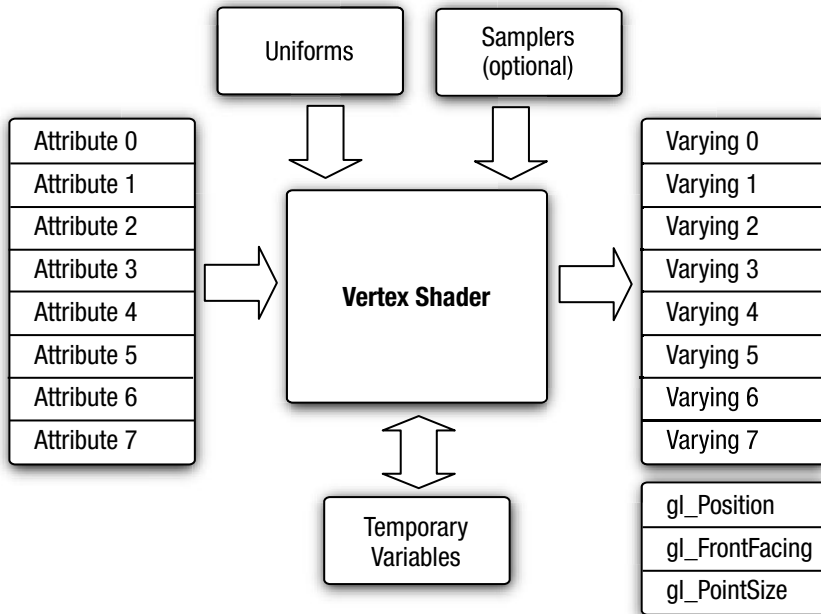 Uniforms
Samplers
(optional)
Attribute 0
Attribute 1
Attribute 2
Attribute 3
Attribute 4
Attribute 5
Attribute 6
Attribute 7
Vertex Shader
Varying 0
Varying 1
Varying 2
Varying 3
Varying 4
Varying 5
Varying 6
Varying 7
Temporary
Variables
gl_Position
gl_FrontFacing
gl_PointSize